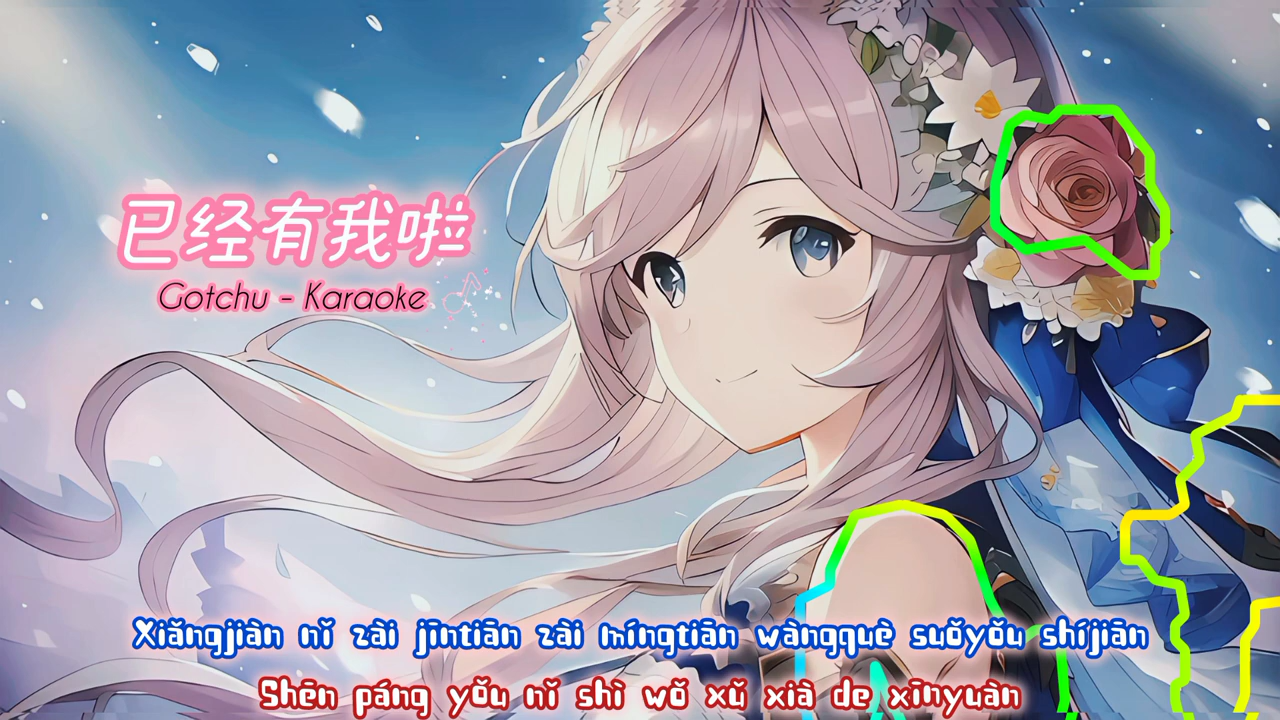 已经有我啦
Gotchu - Karaoke
Xiǎngjiàn nǐ zài jīntiān zài míngtiān wàngquè suǒyǒu shíjiān
Shēn páng yǒu nǐ shì wǒ xǔ xià de xīnyuàn